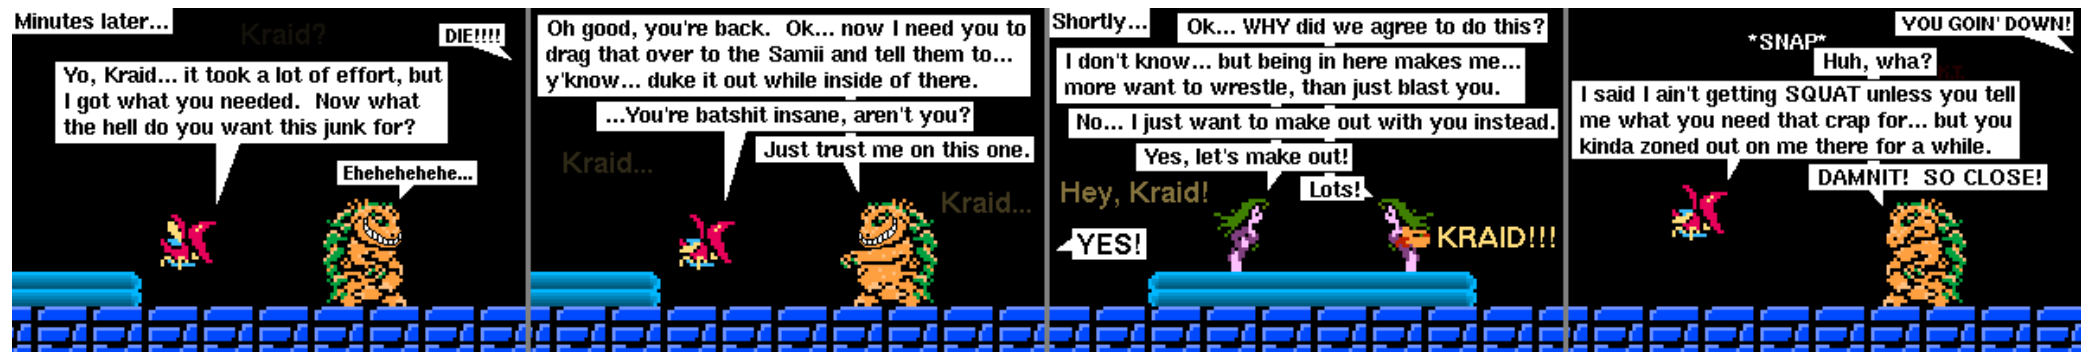 Minutes later...
Kraid?
DIE!!!!
Yo, Kraid... it took a lot of effort, but
I got what you needed.  Now what
the hell do you want this junk for?
Ehehehehehe...
Oh good, you're back.  Ok... now I need you to
drag that over to the Samii and tell them to...
y'know... duke it out while inside of there.
...You're batshit insane, aren't you?
Just trust me on this one.
Kraid...
Kraid...
Shortly...
Ok... WHY did we agree to do this?
I don't know... but being in here makes me...
more want to wrestle, than just blast you.
No... I just want to make out with you instead.
Yes, let's make out!
Lots!
Hey, Kraid!
YES!
KRAID!!!
YOU GOIN' DOWN!
*SNAP*
Huh, wha?
I said I ain't getting SQUAT unless you tell
me what you need that crap for... but you
kinda zoned out on me there for a while.
DAMNIT!  SO CLOSE!